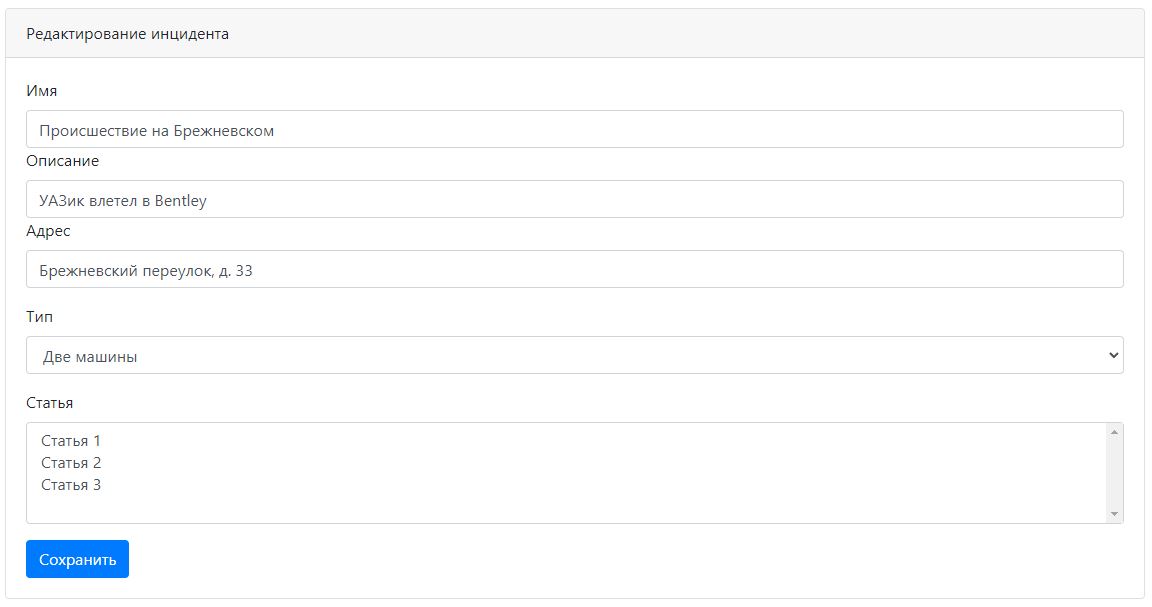 Редактирование инцидента
Имя
Происшествие на Брежневском
Описание
УАЗик влетел в Bentley
Адрес
Брежневский переулок, д. 33
Тип
Две машины
Статья
Статья 1
Статья 2
Статья 3
Сохранить